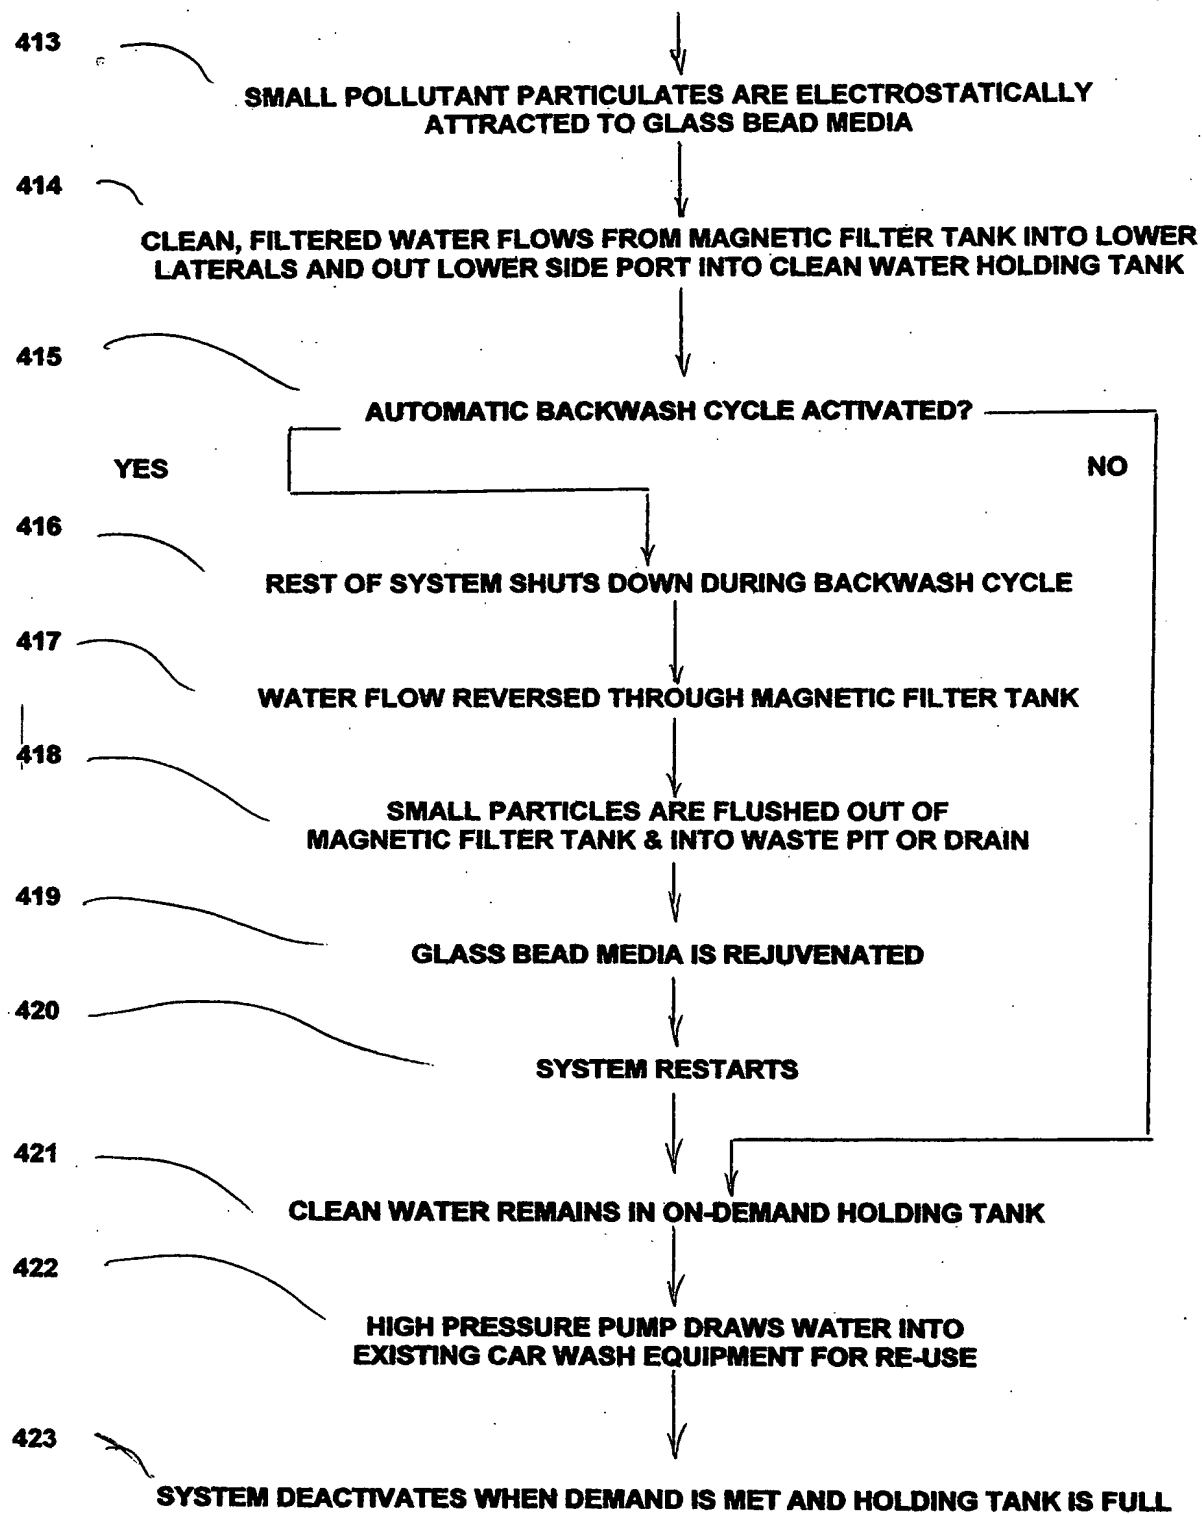 413
SMALL POLLUTANT PARTICULATES ARE ELECTROSTATICALLY
ATTRACTED TO GLASS BEAD MEDIA
414
CLEAN, FILTERED WATER FLOWS FROM MAGNETIC FILTER TANK INTO LOWER
LATERALS AND OUT LOWER SIDE PORT INTO CLEAN WATER HOLDING TANK
415
AUTOMATIC BACKWASH CYCLE ACTIVATED?
YES
NO
416
REST OF SYSTEM SHUTS DOWN DURING BACKWASH CYCLE
417
WATER FLOW REVERSED THROUGH MAGNETIC FILTER TANK
418
SMALL PARTICLES ARE FLUSHED OUT OF
MAGNETIC FILTER TANK & INTO WASTE PIT OR DRAIN
419
GLASS BEAD MEDIA IS REJUVENATED
420
SYSTEM RESTARTS
421
CLEAN WATER REMAINS IN ON-DEMAND HOLDING TANK
422
HIGH PRESSURE PUMP DRAWS WATER INTO
EXISTING CAR WASH EQUIPMENT FOR RE-USE
423
SYSTEM DEACTIVATES WHEN DEMAND IS MET AND HOLDING TANK IS FULL